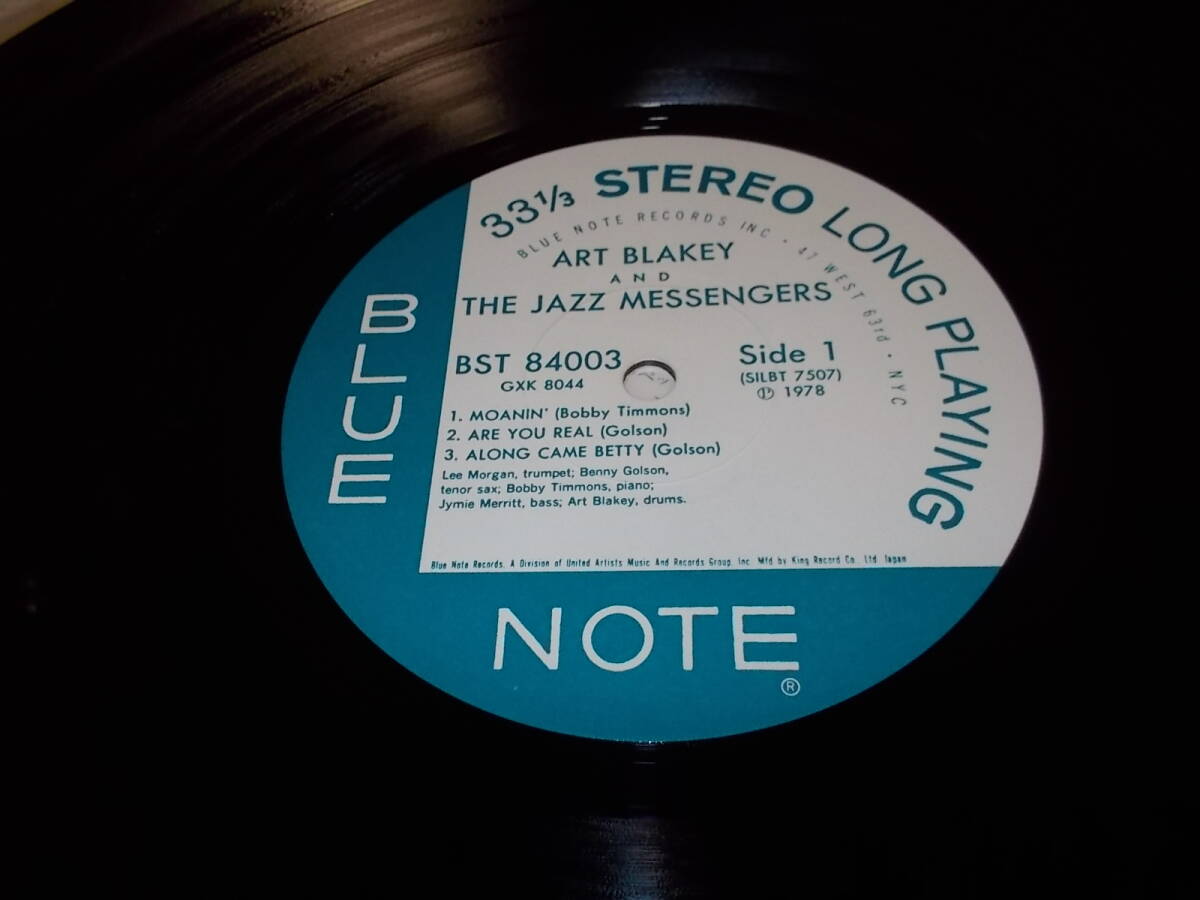 33⅓ STEREO LONG PLAYING
BLUE NOTE RECORDS INC • 47 WEST 63rd • NYC
ART BLAKEY
AND
THE JAZZ MESSENGERS
BST 84003
GXK 8044
Side 1
(SILBT 7507)
Ⓟ 1978
1. MOANIN' (Bobby Timmons)
2. ARE YOU REAL (Golson)
3. ALONG CAME BETTY (Golson)
Lee Morgan, trumpet; Benny Golson,
tenor sax; Bobby Timmons, piano;
Jymie Merritt, bass; Art Blakey, drums.
Blue Note Records. A Division of United Artists Music And Records Group. Inc. Mfd by King Record Co. Ltd. Japan
BLUE
NOTE
®